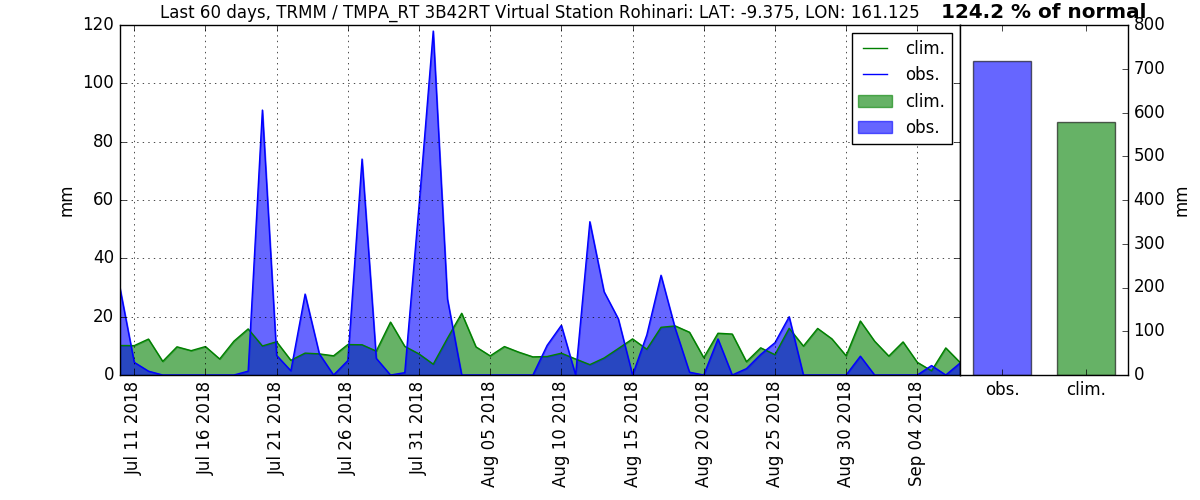 Last 60 days, TRMM / TMPA_RT 3B42RT Virtual Station Rohinari: LAT: -9.375, LON: 161.125
124.2 % of normal
120
100
80
60
40
20
0
mm
clim.
obs.
clim.
obs.
Jul 11 2018
Jul 16 2018
Jul 21 2018
Jul 26 2018
Jul 31 2018
Aug 05 2018
Aug 10 2018
Aug 15 2018
Aug 20 2018
Aug 25 2018
Aug 30 2018
Sep 04 2018
800
700
600
500
400
300
200
100
0
mm
obs.
clim.